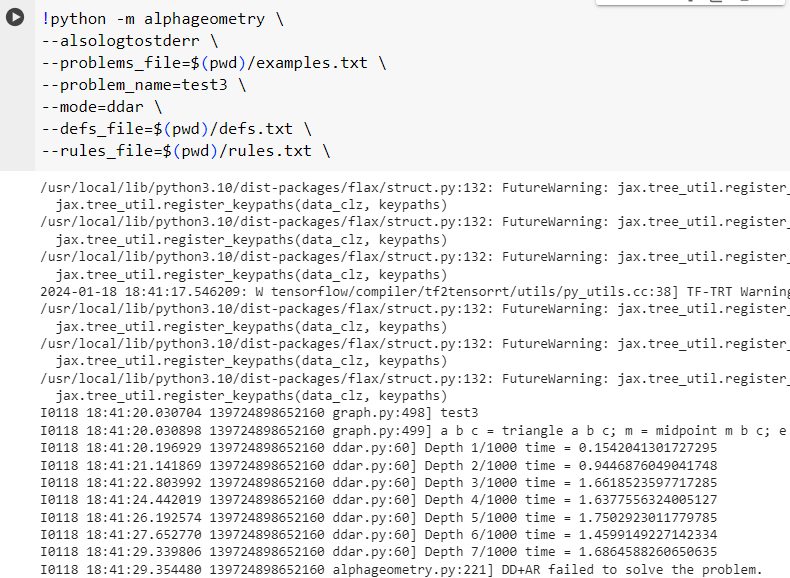 !python -m alphageometry \
--alsologtostderr \
--problems_file=$(pwd)/examples.txt \
--problem_name=test3 \
--mode=ddar \
--defs_file=$(pwd)/defs.txt \
--rules_file=$(pwd)/rules.txt \
/usr/local/lib/python3.10/dist-packages/flax/struct.py:132: FutureWarning: jax.tree_util.register_
jax.tree_util.register_keypaths(data_clz, keypaths)
/usr/local/lib/python3.10/dist-packages/flax/struct.py:132: FutureWarning: jax.tree_util.register_
jax.tree_util.register_keypaths(data_clz, keypaths)
/usr/local/lib/python3.10/dist-packages/flax/struct.py:132: FutureWarning: jax.tree_util.register_
jax.tree_util.register_keypaths(data_clz, keypaths)
2024-01-18 18:41:17.546209: W tensorflow/compiler/tf2tensorrt/utils/py_utils.cc:38] TF-TRT Warning
/usr/local/lib/python3.10/dist-packages/flax/struct.py:132: FutureWarning: jax.tree_util.register_
jax.tree_util.register_keypaths(data_clz, keypaths)
/usr/local/lib/python3.10/dist-packages/flax/struct.py:132: FutureWarning: jax.tree_util.register_
jax.tree_util.register_keypaths(data_clz, keypaths)
/usr/local/lib/python3.10/dist-packages/flax/struct.py:132: FutureWarning: jax.tree_util.register_
jax.tree_util.register_keypaths(data_clz, keypaths)
I0118 18:41:20.030704 139724898652160 graph.py:498] test3
I0118 18:41:20.030898 139724898652160 graph.py:499] a b c = triangle a b c; m = midpoint m b c; e
I0118 18:41:20.196929 139724898652160 ddar.py:60] Depth 1/1000 time = 0.1542041301727295
I0118 18:41:21.141869 139724898652160 ddar.py:60] Depth 2/1000 time = 0.9446876049041748
I0118 18:41:22.803992 139724898652160 ddar.py:60] Depth 3/1000 time = 1.6618523597717285
I0118 18:41:24.442019 139724898652160 ddar.py:60] Depth 4/1000 time = 1.6377556324005127
I0118 18:41:26.192574 139724898652160 ddar.py:60] Depth 5/1000 time = 1.7502923011779785
I0118 18:41:27.652770 139724898652160 ddar.py:60] Depth 6/1000 time = 1.4599149227142334
I0118 18:41:29.339806 139724898652160 ddar.py:60] Depth 7/1000 time = 1.6864588260650635
I0118 18:41:29.354480 139724898652160 alphageometry.py:221] DD+AR failed to solve the problem.